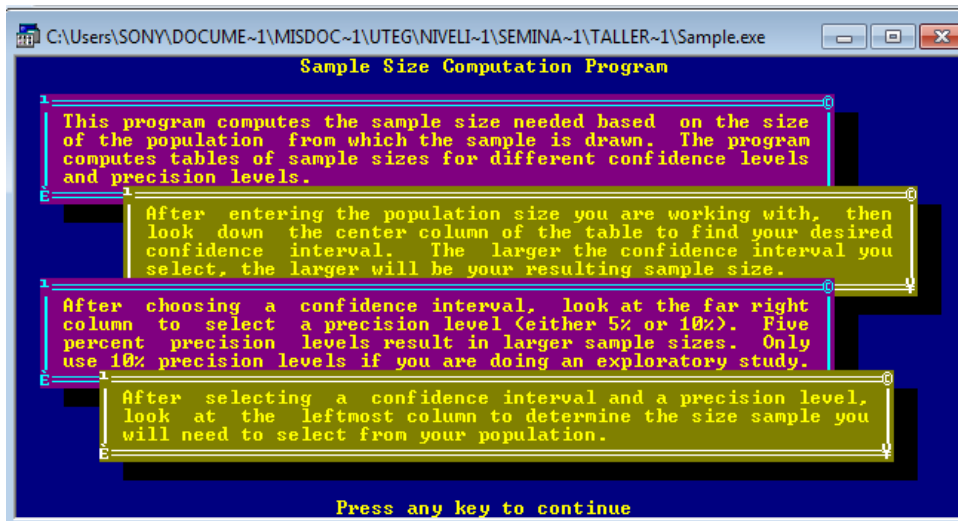 C:\Users\SONY\DOCUME~1\MISDOC~1\UTEG\NIVELI~1\SEMINA~1\TALLER~1\Sample.exe
Sample Size Computation Program
This program computes the sample size needed based on the size
of the population from which the sample is drawn. The program
computes tables of sample sizes for different confidence levels
and precision levels.
After entering the population size you are working with, then
look down the center column of the table to find your desired
confidence interval. The larger the confidence interval you
select, the larger will be your resulting sample size.
After choosing a confidence interval, look at the far right
column to select a precision level (either 5% or 10%). Five
percent precision levels result in larger sample sizes. Only
use 10% precision levels if you are doing an exploratory study.
After selecting a confidence interval and a precision level,
look at the leftmost column to determine the size sample you
will need to select from your population.
Press any key to continue